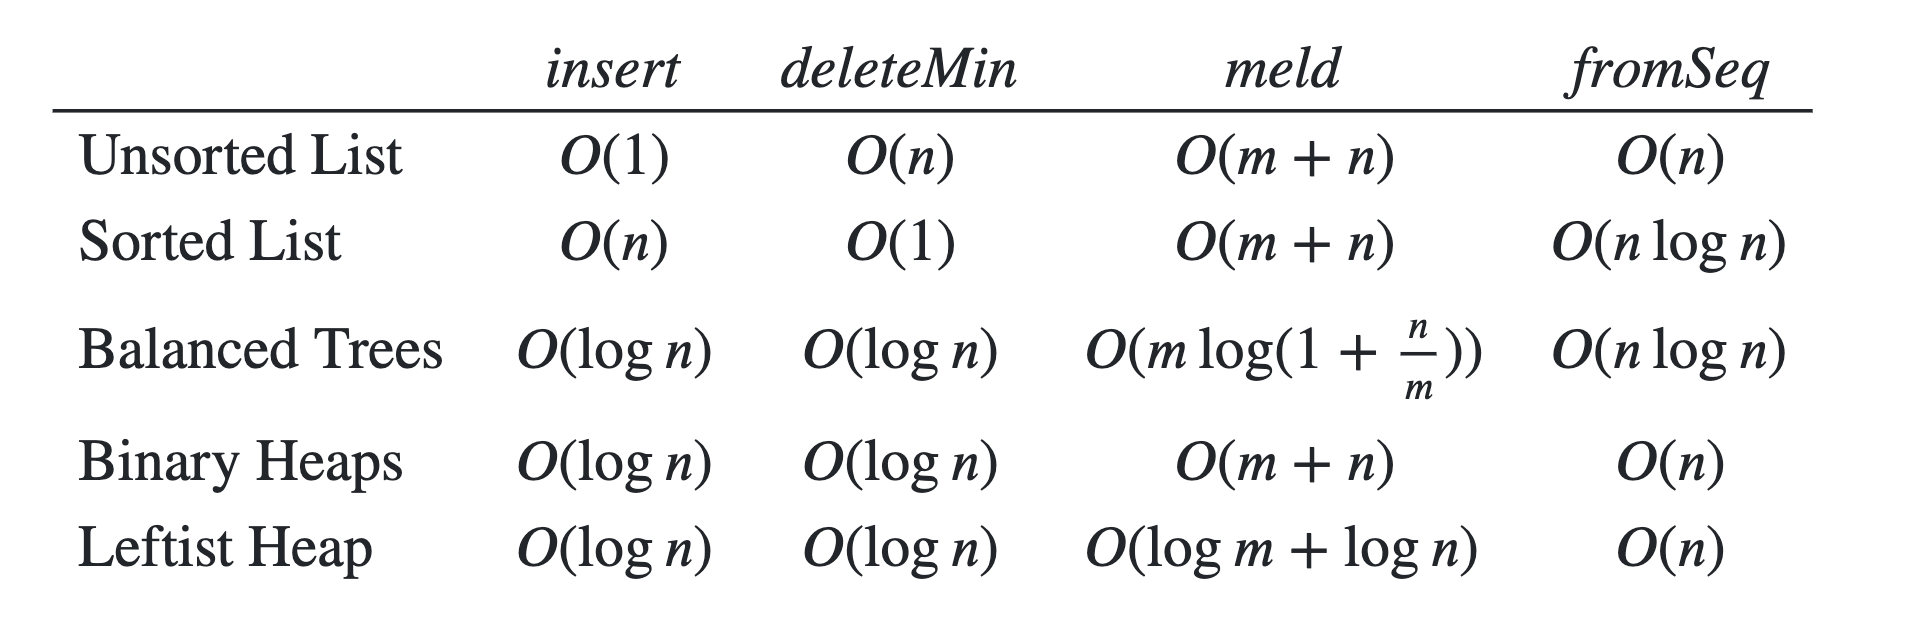 insert deleteMin meld fromSeq
Unsorted List O(1) O(n) O(m + n) O(n)
Sorted List O(n) O(1) O(m + n) O(n log n)
Balanced Trees O(log n) O(log n) O(m log(1 + n/m)) O(n log n)
Binary Heaps O(log n) O(log n) O(m + n) O(n)
Leftist Heap O(log n) O(log n) O(log m + log n) O(n)